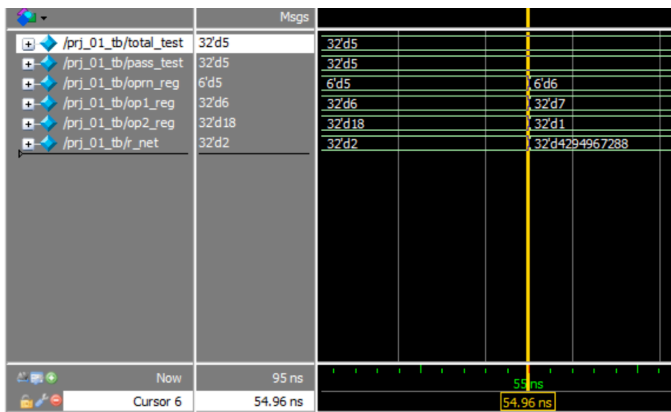 Msgs
/prj_01_tb/total_test 32'd5 32'd5
/prj_01_tb/pass_test 32'd5 32'd5
/prj_01_tb/oprn_reg 6'd5 6'd5 6'd6
/prj_01_tb/op1_reg 32'd6 32'd6 32'd7
/prj_01_tb/op2_reg 32'd18 32'd18 32'd1
/prj_01_tb/r_net 32'd2 32'd2 32'd4294967288
Now 95 ns 55 ns
Cursor 6 54.96 ns 54.96 ns